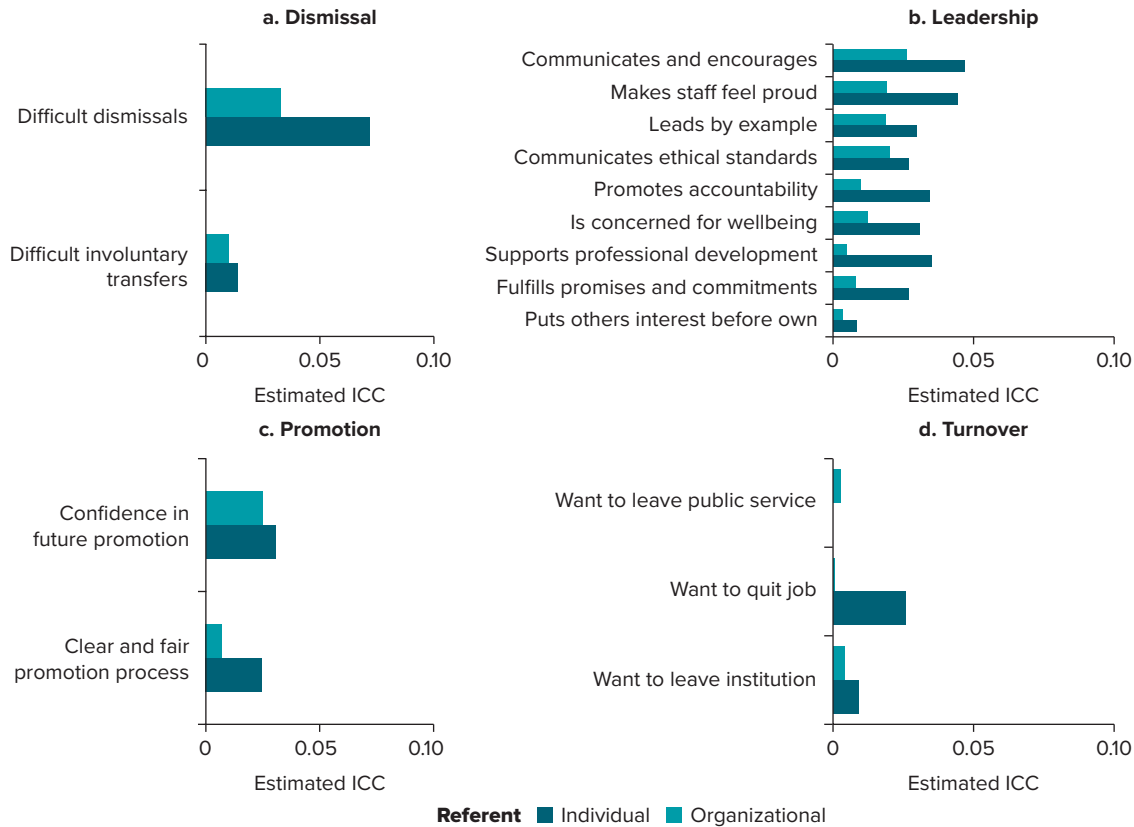 a. Dismissal
Difficult dismissals
Difficult involuntary
transfers
0 0.05 0.10
Estimated ICC
b. Leadership
Communicates and encourages
Makes staff feel proud
Leads by example
Communicates ethical standards
Promotes accountability
Is concerned for wellbeing
Supports professional development
Fulfills promises and commitments
Puts others interest before own
0 0.05 0.10
Estimated ICC
c. Promotion
Confidence in
future promotion
Clear and fair
promotion process
0 0.05 0.10
Estimated ICC
d. Turnover
Want to leave public service
Want to quit job
Want to leave institution
0 0.05 0.10
Estimated ICC
Referent Individual Organizational